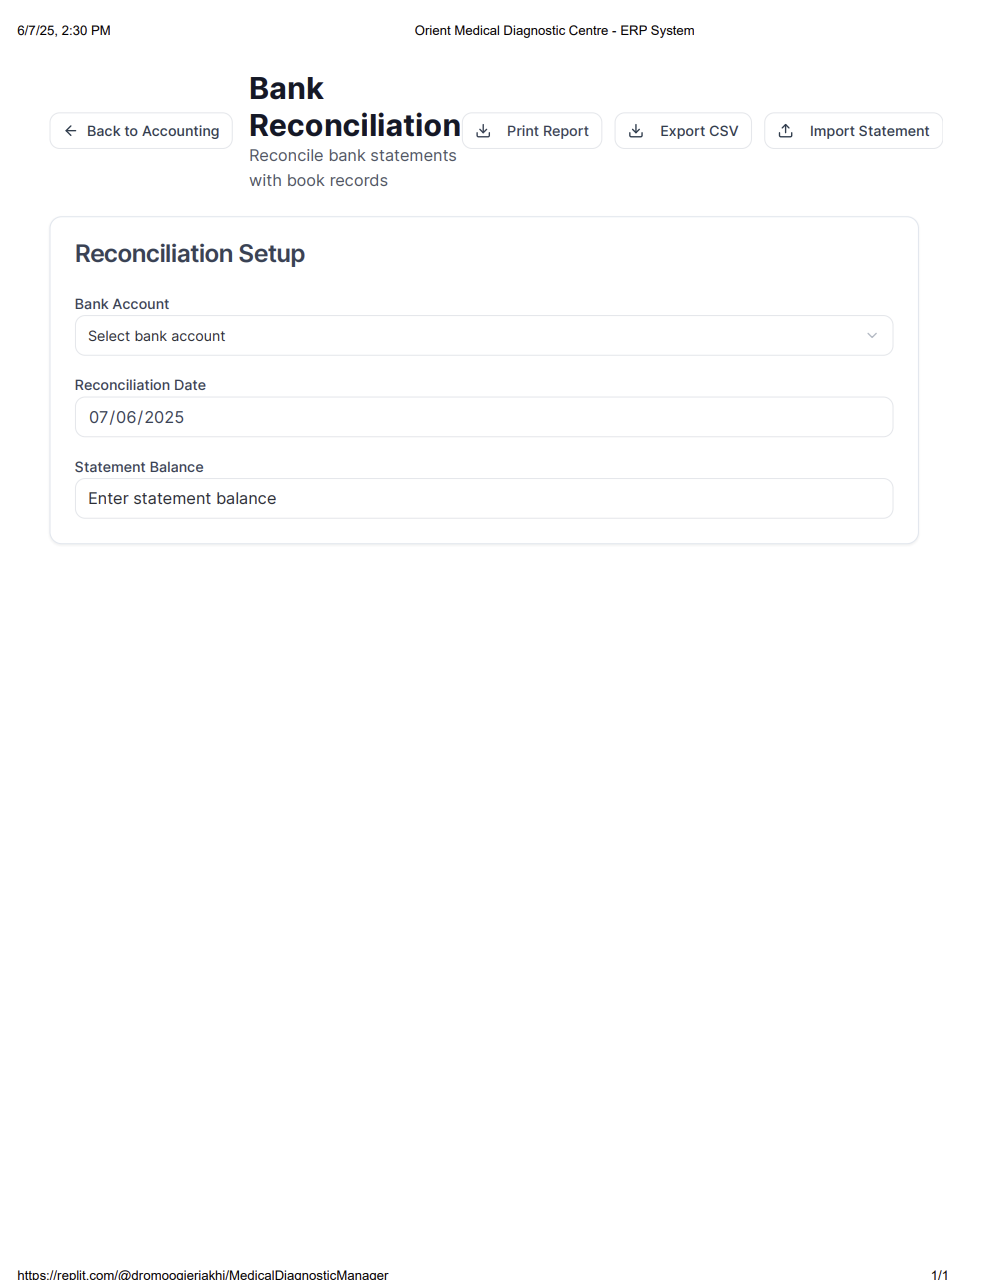 6/7/25, 2:30 PM
Orient Medical Diagnostic Centre - ERP System
Back to Accounting
Bank
Reconciliation
Reconcile bank statements
with book records
Print Report
Export CSV
Import Statement
Reconciliation Setup
Bank Account
Select bank account
Reconciliation Date
07/06/2025
Statement Balance
Enter statement balance
https://replit.com/@dromoogieriakhi/MedicalDiagnosticManager
1/1